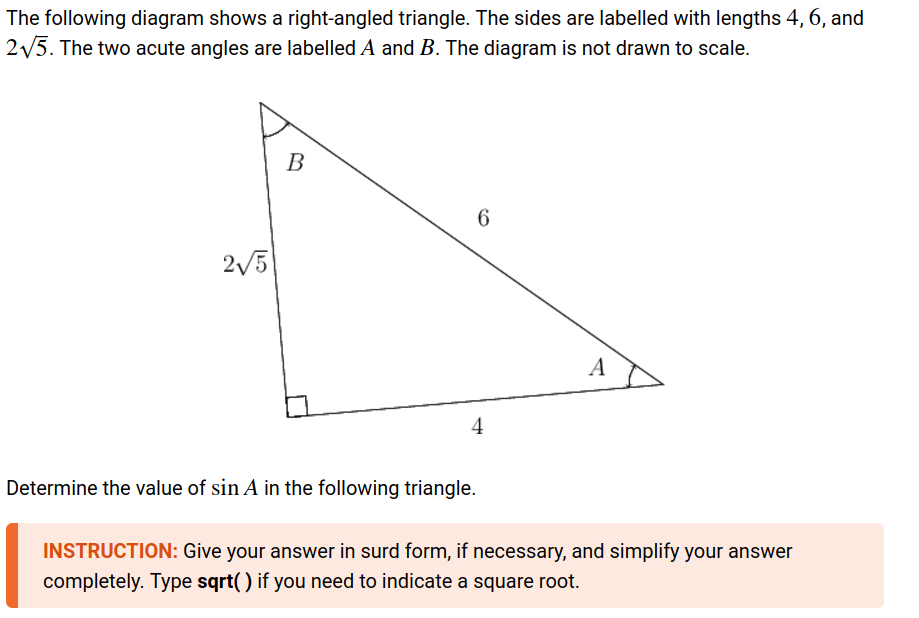 The following diagram shows a right-angled triangle. The sides are labelled with lengths 4, 6, and
2√5. The two acute angles are labelled A and B. The diagram is not drawn to scale.
B
6
2√5
A
4
Determine the value of sin A in the following triangle.
INSTRUCTION: Give your answer in surd form, if necessary, and simplify your answer
completely. Type sqrt( ) if you need to indicate a square root.